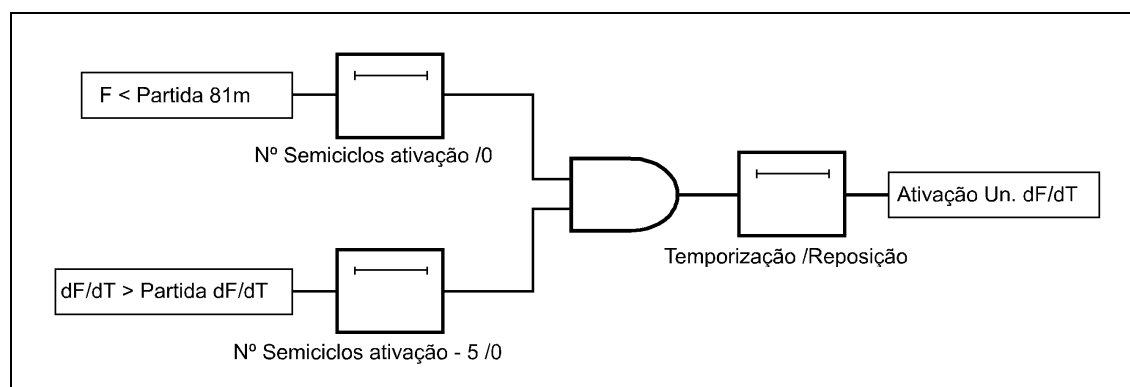 F < Partida 81m
Nº Semiciclos ativação /0
Ativação Un. dF/dT
Temporização /Reposição
dF/dT > Partida dF/dT
Nº Semiciclos ativação - 5 /0